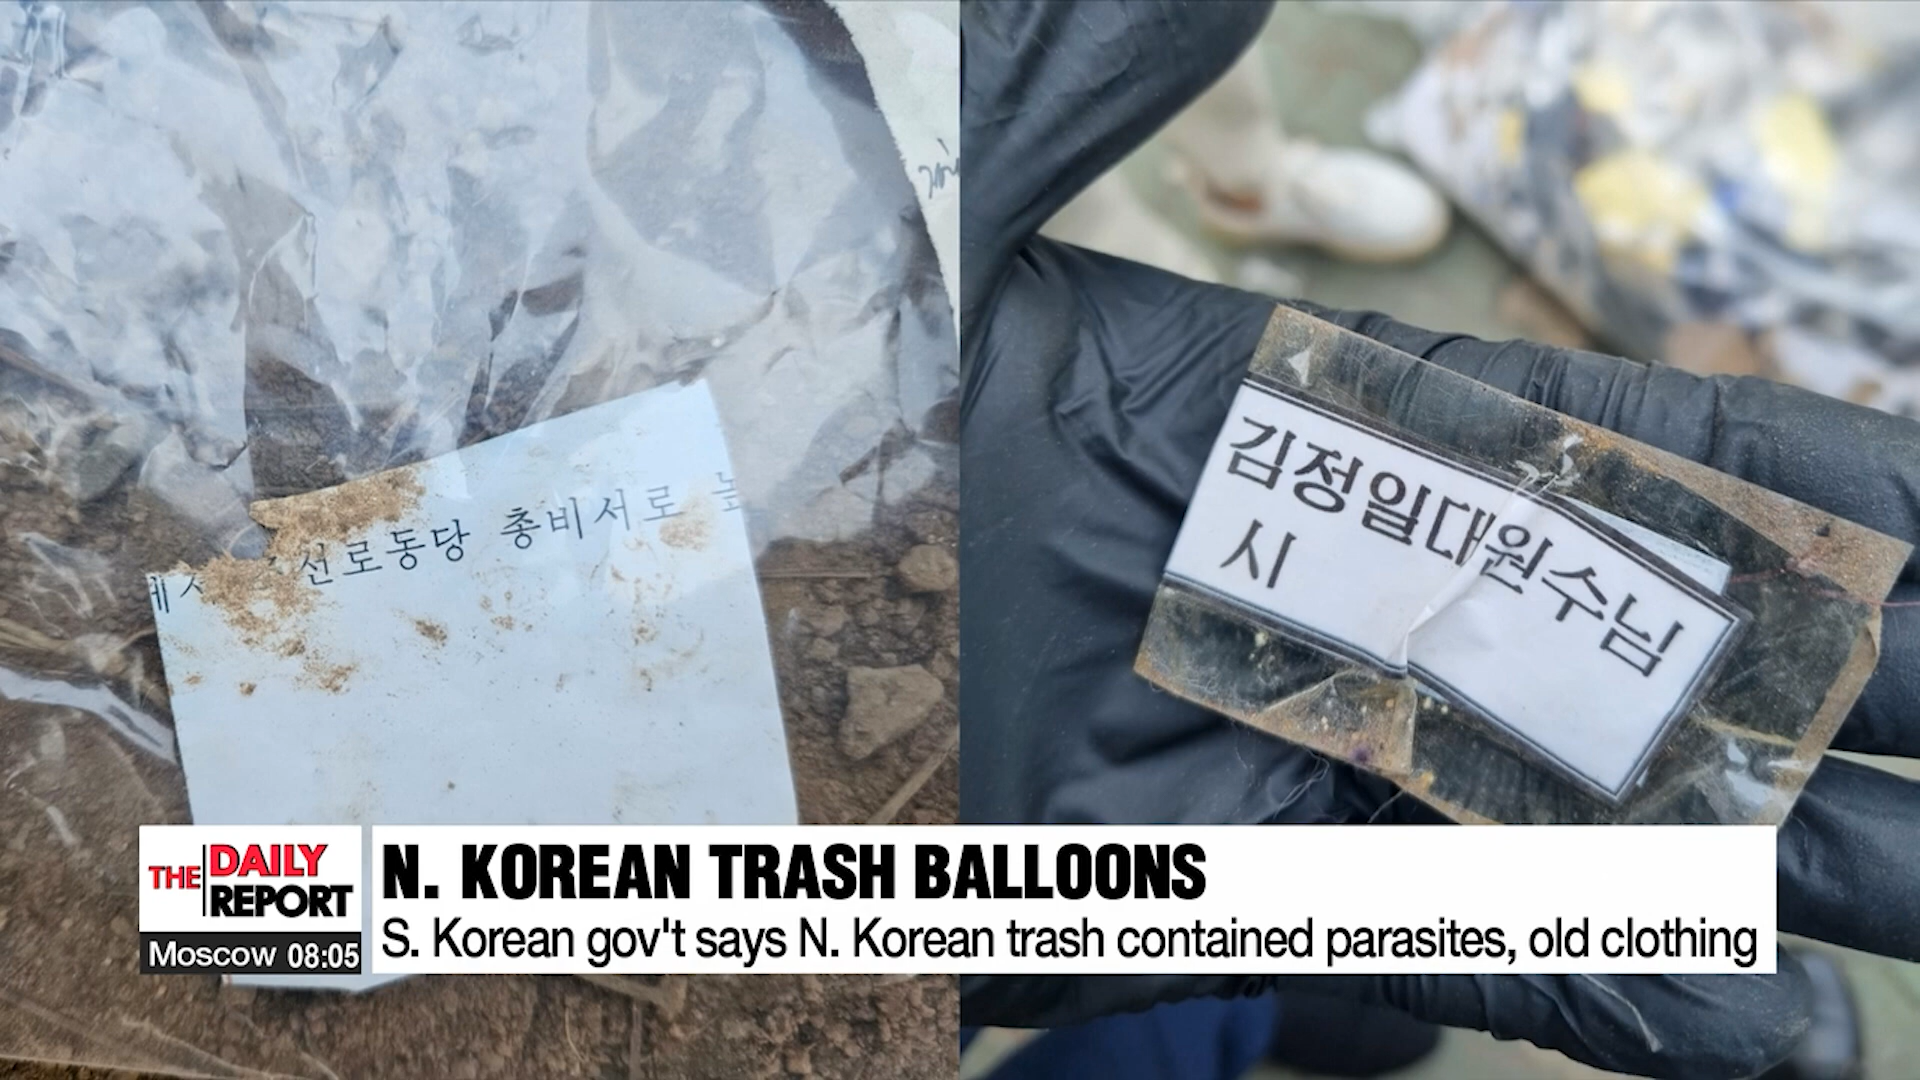 선로동당 총비서로
김정일대원수님
시
THE DAILY REPORT
N. KOREAN TRASH BALLOONS
Moscow 08:05
S. Korean gov't says N. Korean trash contained parasites, old clothing